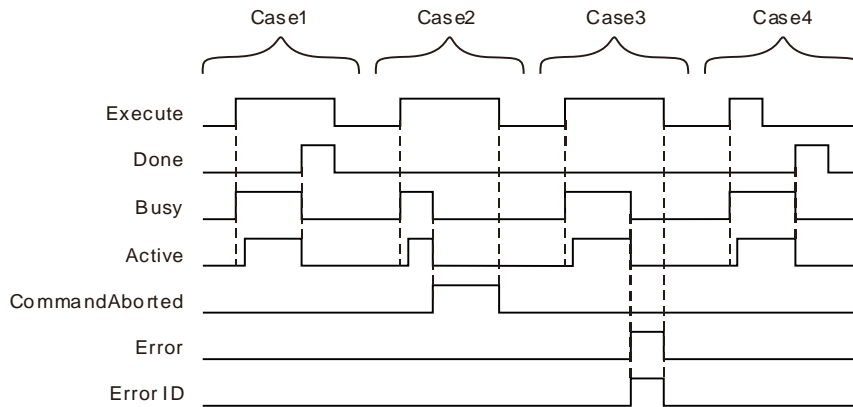 Case1 Case2 Case3 Case4
Execute
Done
Busy
Active
CommandAborted
Error
Error ID